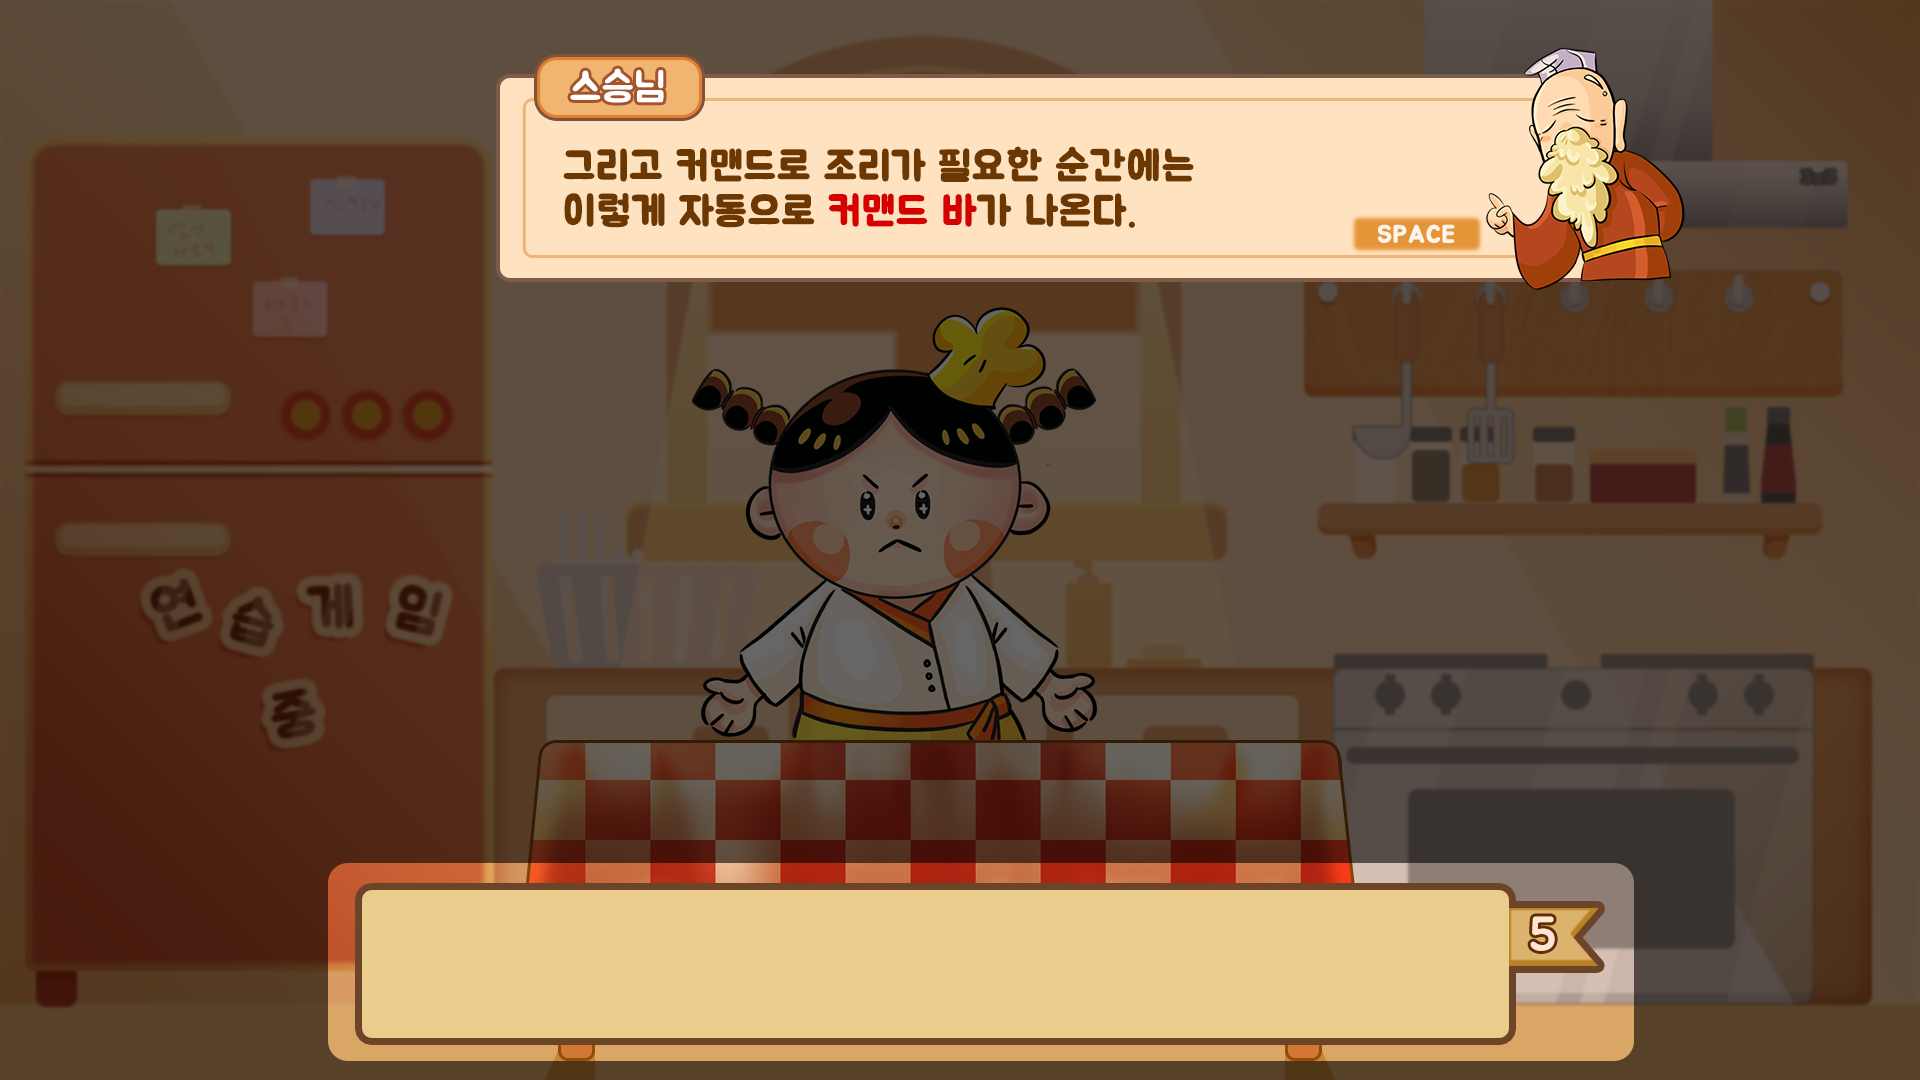 스승님
그리고 커맨드로 조리가 필요한 순간에는
이렇게 자동으로 커맨드 바가 나온다.
SPACE
연습게임
중
5